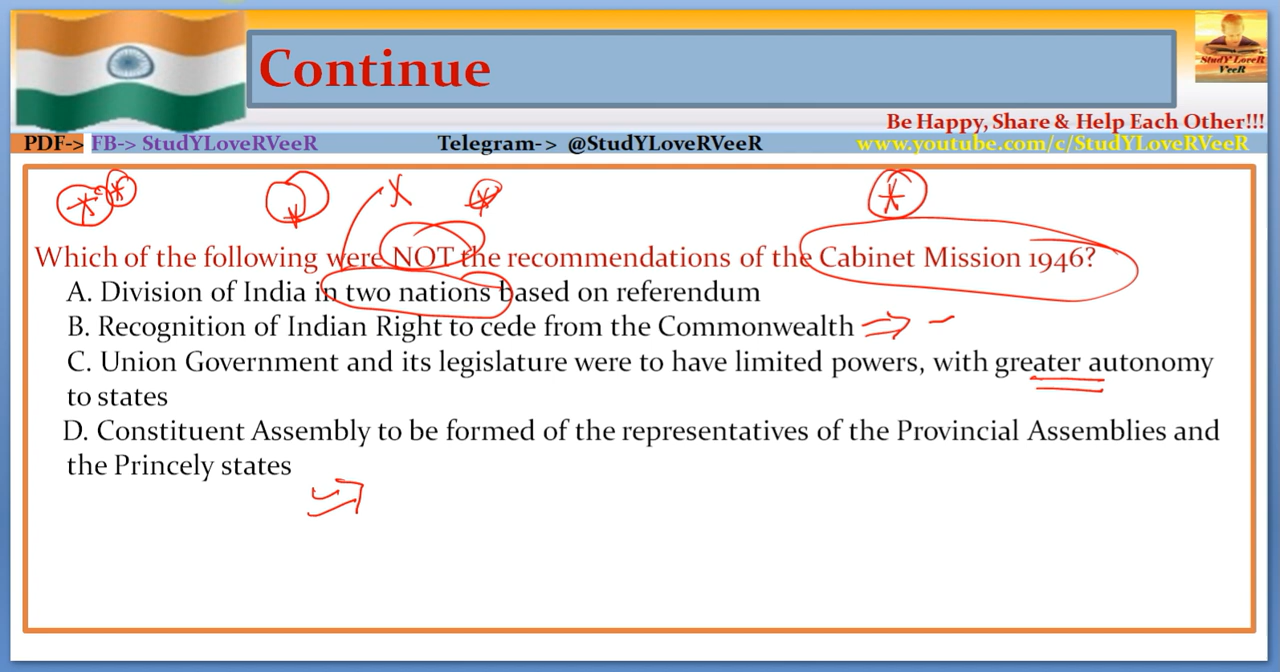 Continue
StudY LoveR
VeeR
Be Happy, Share & Help Each Other!!!
PDF-> FB-> StudYLoveRVeeR Telegram-> @StudYLoveRVeeR www.youtube.com/c/StudYLoveRVeeR
Which of the following were NOT the recommendations of the Cabinet Mission 1946?
A. Division of India in two nations based on referendum
B. Recognition of Indian Right to cede from the Commonwealth
C. Union Government and its legislature were to have limited powers, with greater autonomy
to states
D. Constituent Assembly to be formed of the representatives of the Provincial Assemblies and
the Princely states